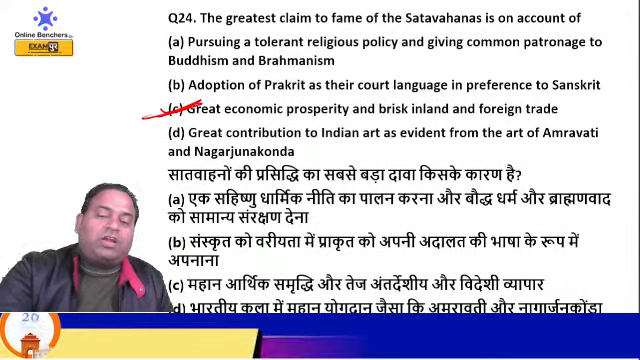 Online Benchers
EXAMपुर
Q24. The greatest claim to fame of the Satavahanas is on account of
(a) Pursuing a tolerant religious policy and giving common patronage to
Buddhism and Brahmanism
(b) Adoption of Prakrit as their court language in preference to Sanskrit
(c) Great economic prosperity and brisk inland and foreign trade
(d) Great contribution to Indian art as evident from the art of Amravati
and Nagarjunakonda
सातवाहनों की प्रसिद्धि का सबसे बड़ा दावा किसके कारण है?
(a) एक सहिष्णु धार्मिक नीति का पालन करना और बौद्ध धर्म और ब्राह्मणवाद
को सामान्य संरक्षण देना
(b) संस्कृत को वरीयता में प्राकृत को अपनी अदालत की भाषा के रूप में
अपनाना
(c) महान आर्थिक समृद्धि और तेज अंतर्देशीय और विदेशी व्यापार
(d) भारतीय कला में महान योगदान जैसा कि अमरावती और नागार्जुनकोंडा